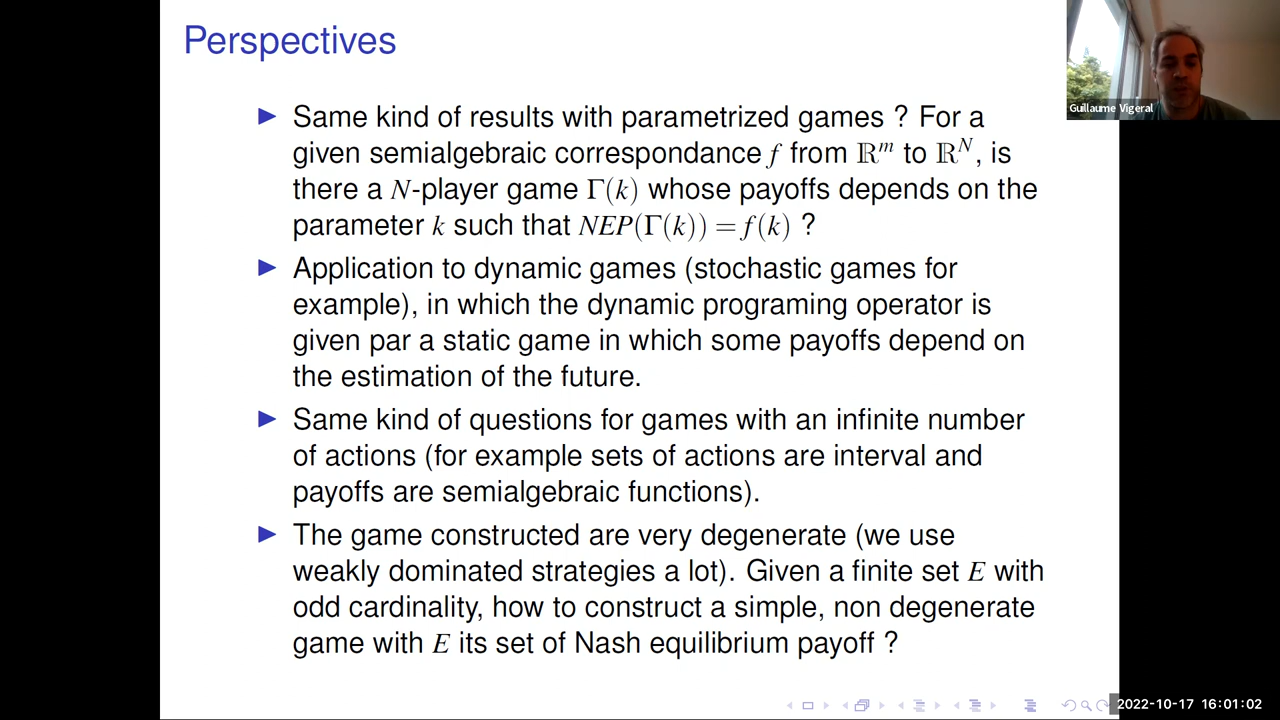 Perspectives
Guillaume Vigeral
▶ Same kind of results with parametrized games ? For a
given semialgebraic correspondance f from ℝ^m to ℝ^N, is
there a N-player game Γ(k) whose payoffs depends on the
parameter k such that NEP(Γ(k)) = f(k) ?
▶ Application to dynamic games (stochastic games for
example), in which the dynamic programing operator is
given par a static game in which some payoffs depend on
the estimation of the future.
▶ Same kind of questions for games with an infinite number
of actions (for example sets of actions are interval and
payoffs are semialgebraic functions).
▶ The game constructed are very degenerate (we use
weakly dominated strategies a lot). Given a finite set E with
odd cardinality, how to construct a simple, non degenerate
game with E its set of Nash equilibrium payoff ?
2022-10-17 16:01:02